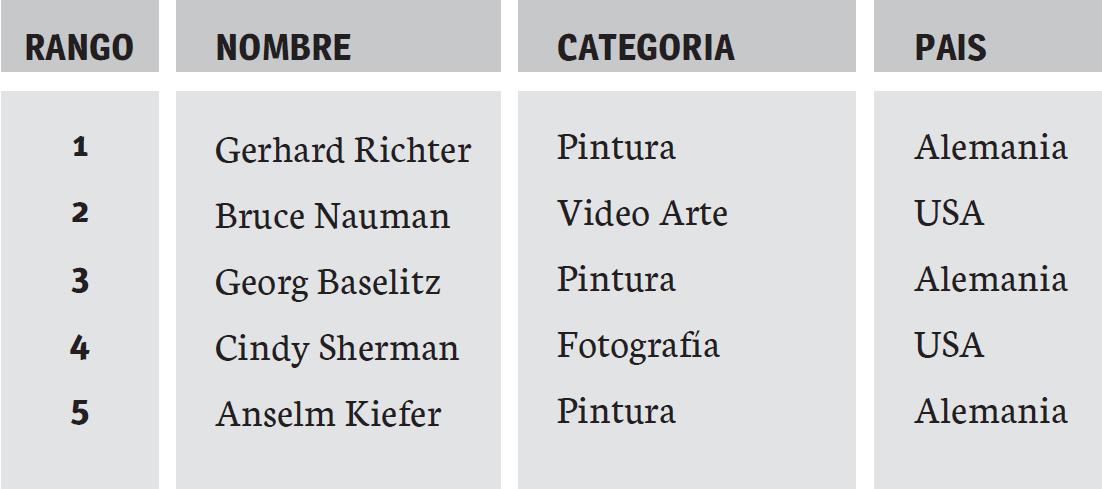 RANGO NOMBRE CATEGORIA PAIS
1 Gerhard Richter Pintura Alemania
2 Bruce Nauman Video Arte USA
3 Georg Baselitz Pintura Alemania
4 Cindy Sherman Fotografía USA
5 Anselm Kiefer Pintura Alemania